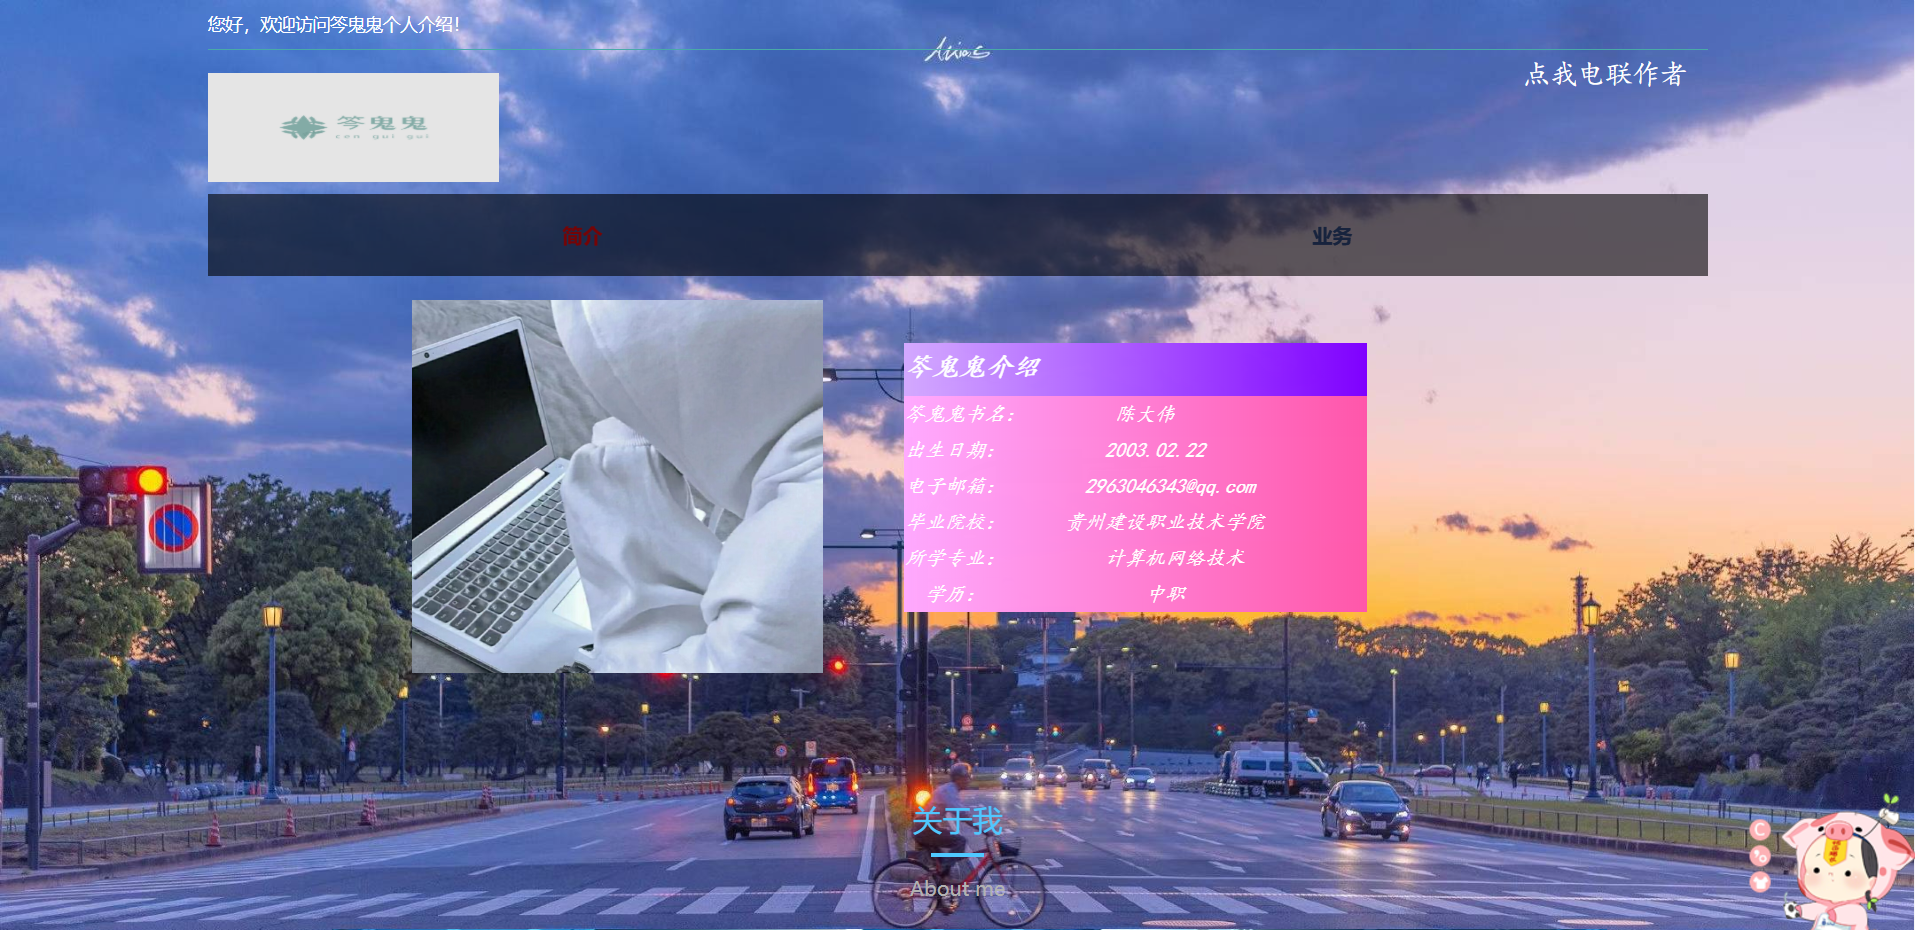 您好，欢迎访问笒鬼鬼个人介绍！
点我电联作者
笒鬼鬼
cen gui gui
简介
业务
笒鬼鬼介绍
笒鬼鬼书名： 陈大伟
出生日期： 2003.02.22
电子邮箱： 2963046343@qq.com
毕业院校： 贵州建设职业技术学院
所学专业： 计算机网络技术
学历： 中职
POLICE
关于我
About me